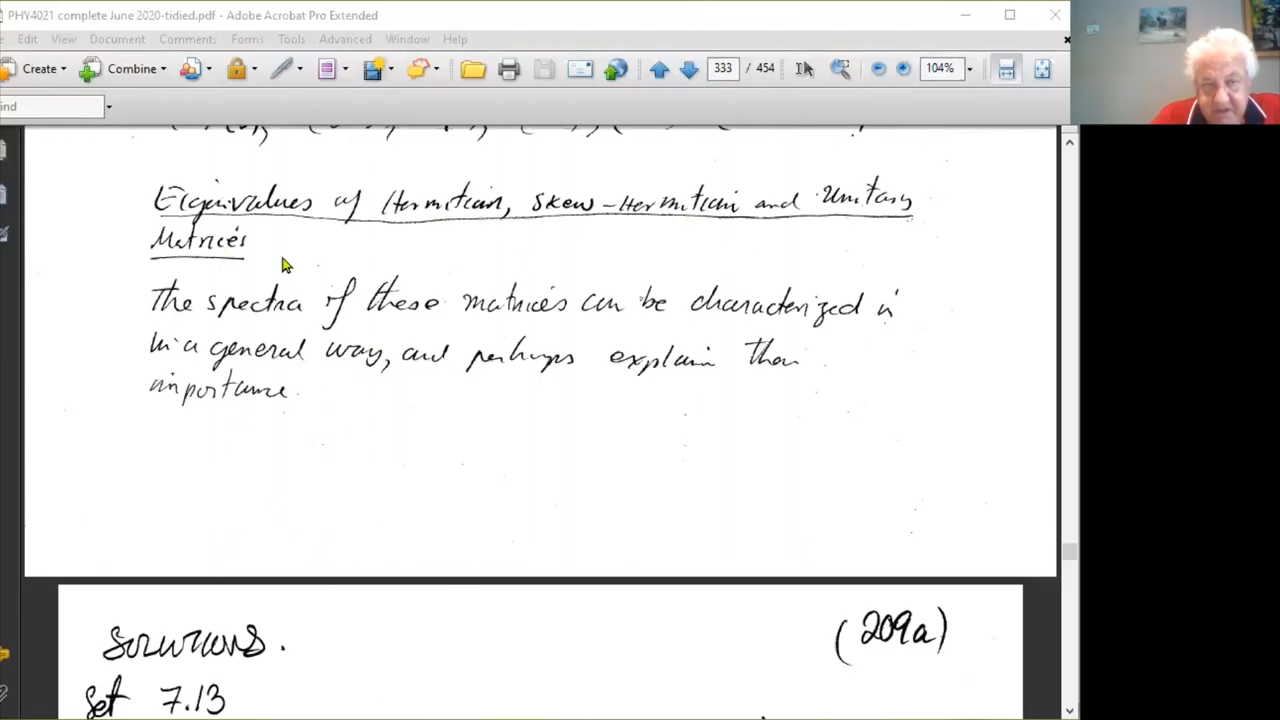 PHY4021 complete June 2020-tidied.pdf - Adobe Acrobat Pro Extended
Edit View Document Comments Forms Tools Advanced Window Help
Create Combine 333 / 454 104%
ind
Eigenvalues of Hermitian, Skew-Hermitian and Unitary
Matrices
The spectra of these matrices can be characterized in
in a general way, and perhaps explain their
importance.
Solutions. (209a)
Set 7.13